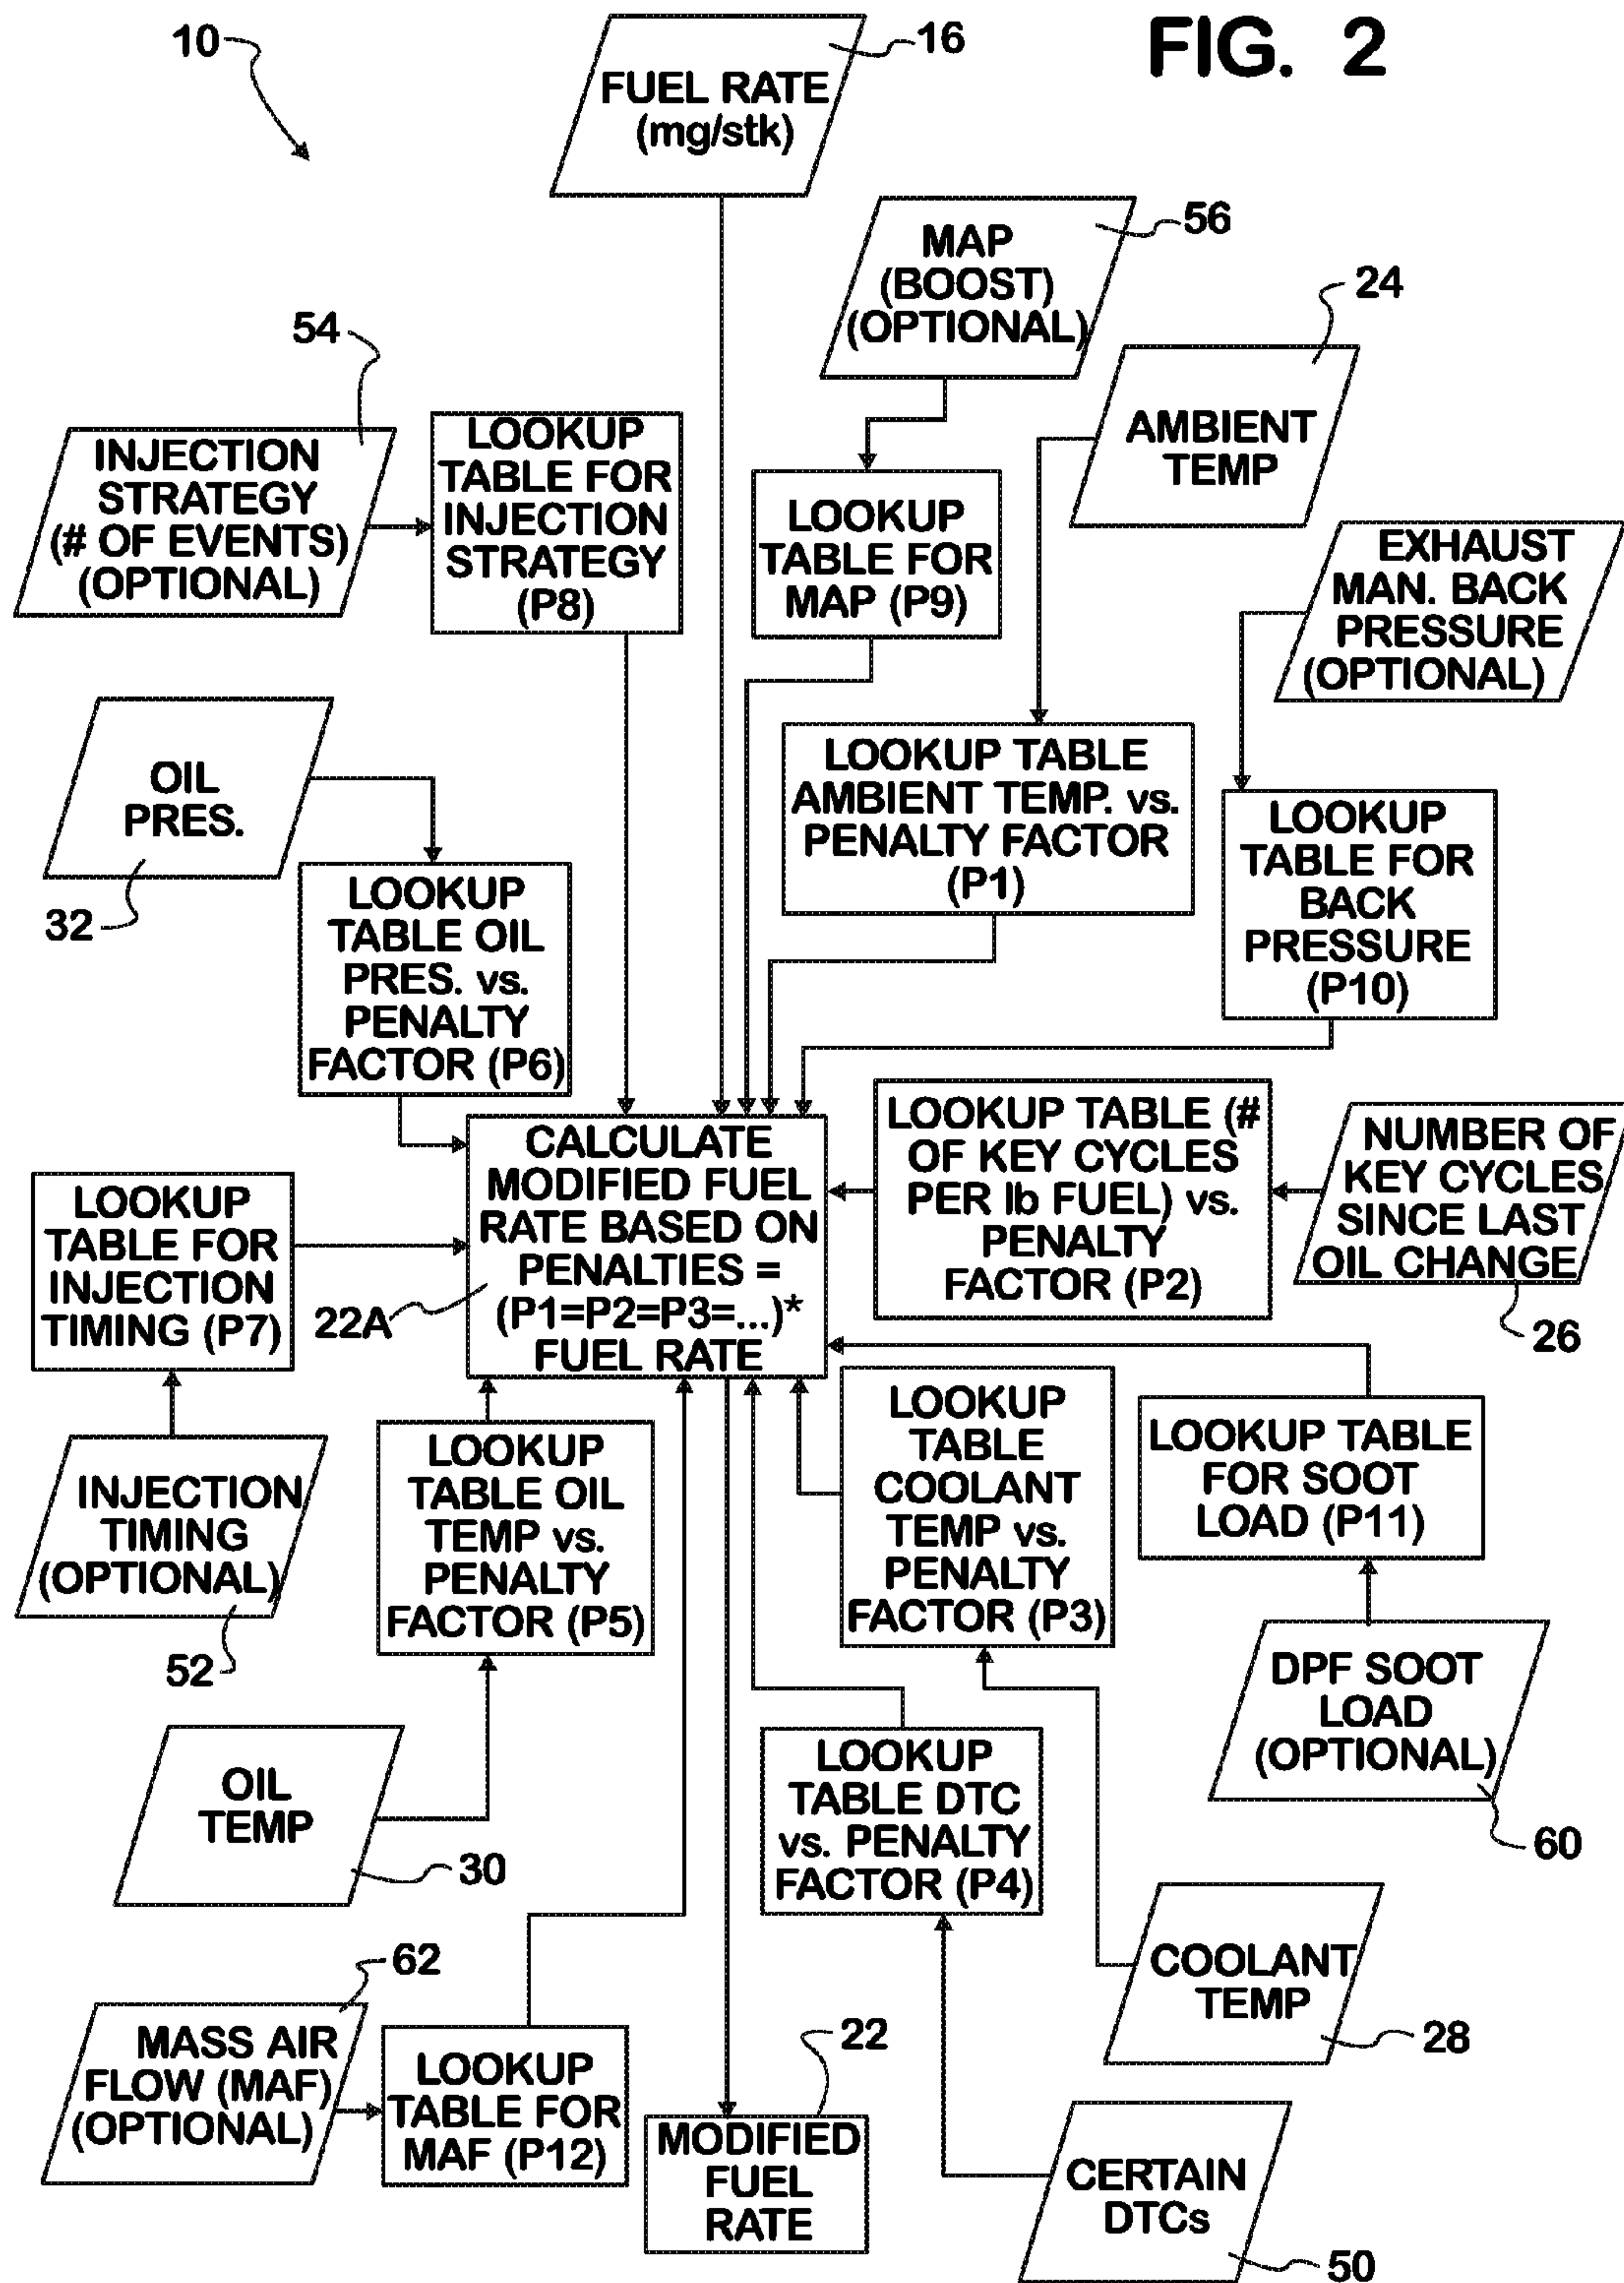 FIG. 2
10
16
FUEL RATE
(mg/stk)
56
MAP
(BOOST)
(OPTIONAL)
24
AMBIENT
TEMP
54
INJECTION
STRATEGY
(# OF EVENTS)
(OPTIONAL)
LOOKUP
TABLE FOR
INJECTION
STRATEGY
(P8)
LOOKUP
TABLE FOR
MAP (P9)
EXHAUST
MAN. BACK
PRESSURE
(OPTIONAL)
OIL
PRES.
32
LOOKUP TABLE
AMBIENT TEMP. vs.
PENALTY FACTOR
(P1)
LOOKUP
TABLE FOR
BACK
PRESSURE
(P10)
LOOKUP
TABLE OIL
PRES. vs.
PENALTY
FACTOR (P6)
CALCULATE
MODIFIED FUEL
RATE BASED ON
PENALTIES =
(P1=P2=P3=...)*
FUEL RATE
22A
LOOKUP TABLE (#
OF KEY CYCLES
PER lb FUEL) vs.
PENALTY
FACTOR (P2)
NUMBER OF
KEY CYCLES
SINCE LAST
OIL CHANGE
26
LOOKUP
TABLE FOR
INJECTION
TIMING (P7)
INJECTION
TIMING
(OPTIONAL)
52
LOOKUP
TABLE OIL
TEMP vs.
PENALTY
FACTOR (P5)
LOOKUP
TABLE
COOLANT
TEMP vs.
PENALTY
FACTOR (P3)
LOOKUP TABLE
FOR SOOT
LOAD (P11)
DPF SOOT
LOAD
(OPTIONAL)
60
OIL
TEMP
30
LOOKUP
TABLE DTC
vs. PENALTY
FACTOR (P4)
COOLANT
TEMP
28
62
MASS AIR
FLOW (MAF)
(OPTIONAL)
LOOKUP
TABLE FOR
MAF (P12)
22
MODIFIED
FUEL
RATE
CERTAIN
DTCs
50